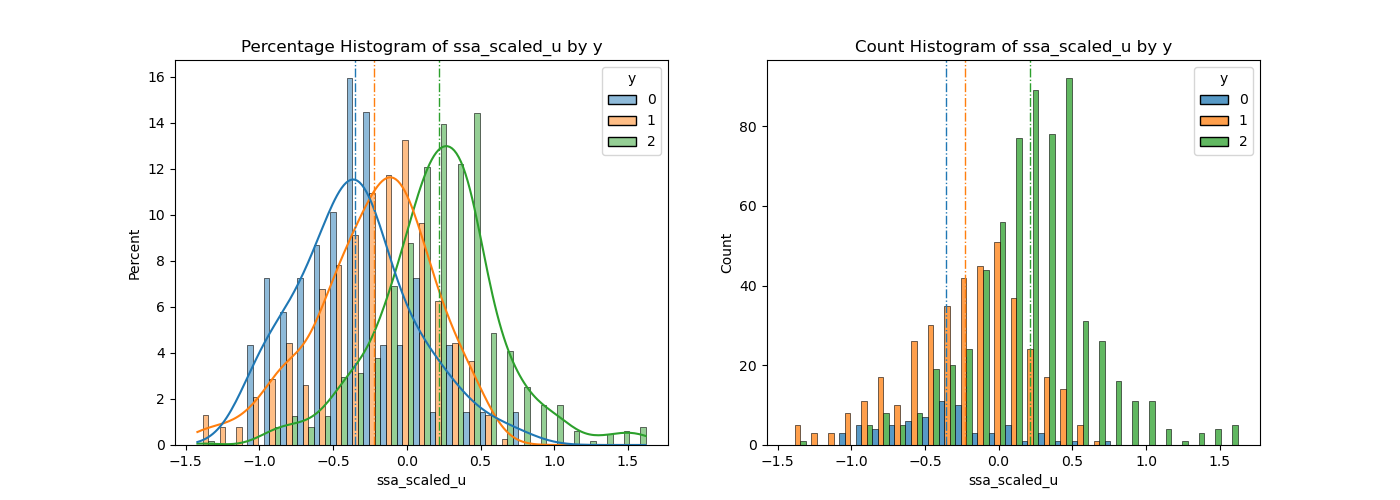 Percentage Histogram of ssa_scaled_u by y
Percent
16
14
12
10
8
6
4
2
0
−1.5 −1.0 −0.5 0.0 0.5 1.0 1.5
ssa_scaled_u
y
0
1
2
Count Histogram of ssa_scaled_u by y
Count
80
60
40
20
0
−1.5 −1.0 −0.5 0.0 0.5 1.0 1.5
ssa_scaled_u
y
0
1
2